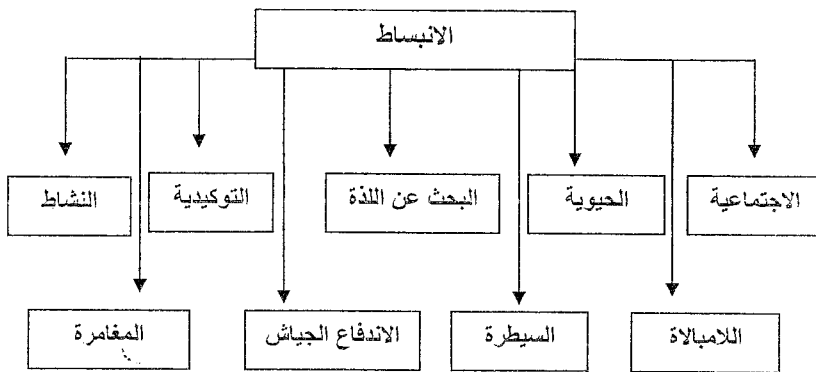 الانبساط
الاجتماعية
الحيوية
البحث عن اللذة
التوكيدية
النشاط
اللامبالاة
السيطرة
الاندفاع الجياش
المغامرة